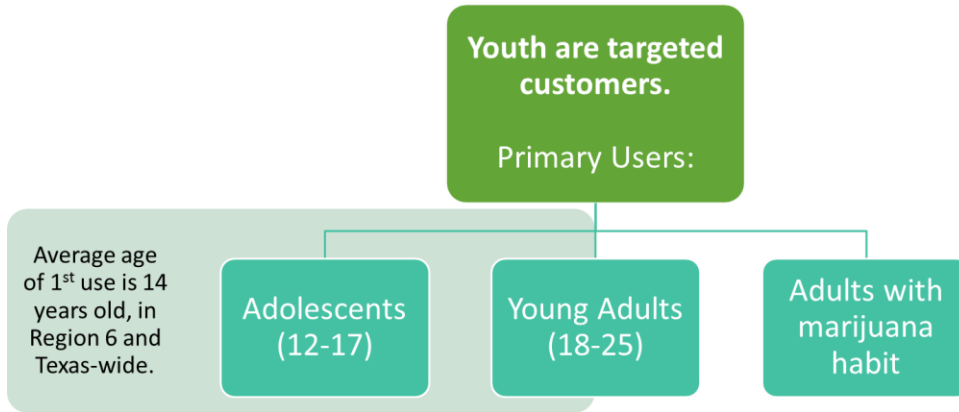 Youth are targeted
customers.
Primary Users:
Average age
of 1st use is 14
years old, in
Region 6 and
Texas-wide.
Adolescents
(12-17)
Young Adults
(18-25)
Adults with
marijuana
habit